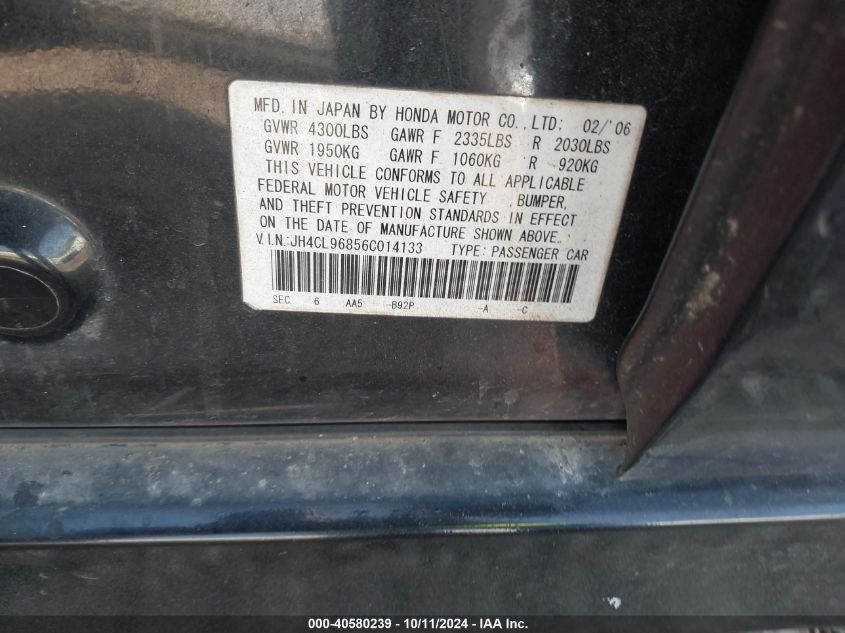 MFD. IN JAPAN BY HONDA MOTOR CO.,LTD: 02/'06
GVWR 4300LBS GAWR F 2335LBS R 2030LBS
GVWR 1950KG GAWR F 1060KG R 920KG
THIS VEHICLE CONFORMS TO ALL APPLICABLE
FEDERAL MOTOR VEHICLE SAFETY ,BUMPER,
AND THEFT PREVENTION STANDARDS IN EFFECT
ON THE DATE OF MANUFACTURE SHOWN ABOVE.
V.I.N:JH4CL96856C014133 TYPE: PASSENGER CAR
SEC 6 AA5 -B92P -A -C
000-40580239 - 10/11/2024 - IAA Inc.